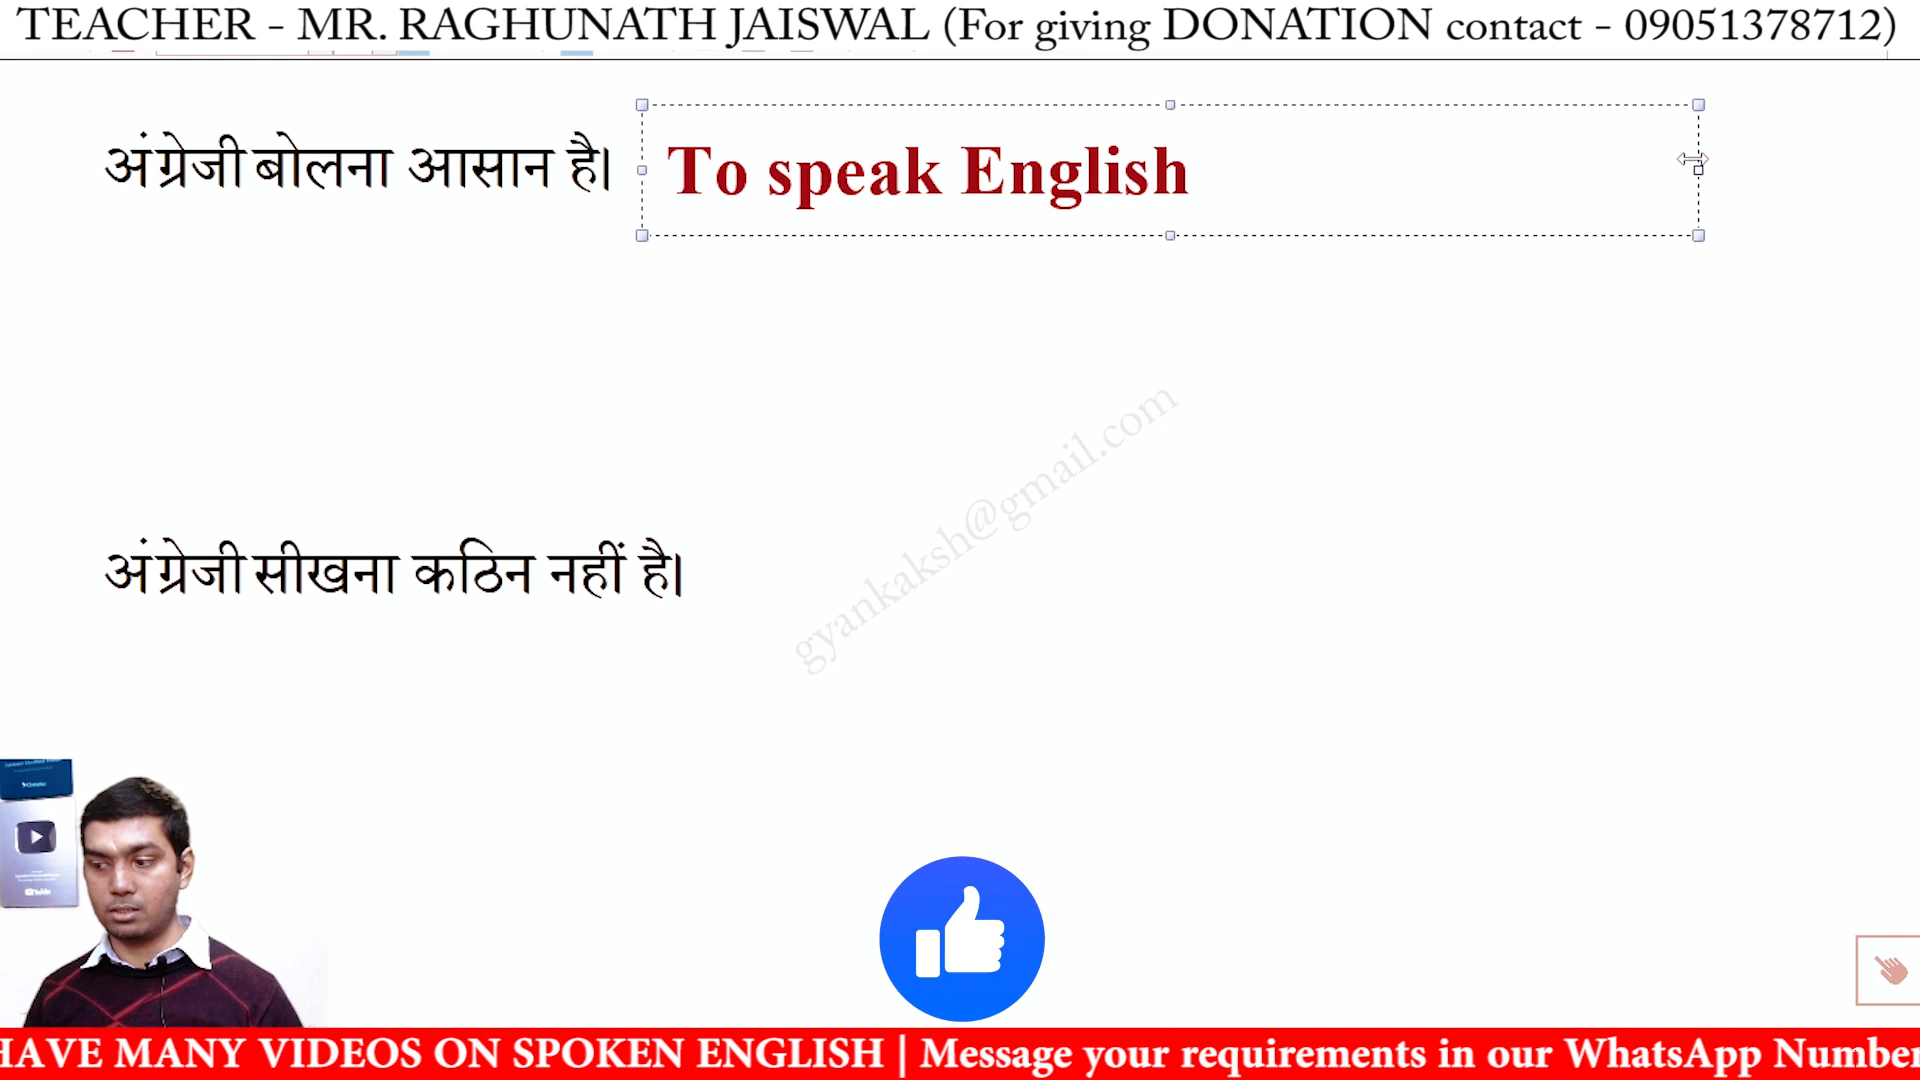 TEACHER - MR. RAGHUNATH JAISWAL (For giving DONATION contact - 09051378712)
अंग्रेजी बोलना आसान है।
To speak English
gyankaksh@gmail.com
अंग्रेजी सीखना कठिन नहीं है।
HAVE MANY VIDEOS ON SPOKEN ENGLISH | Message your requirements in our WhatsApp Number